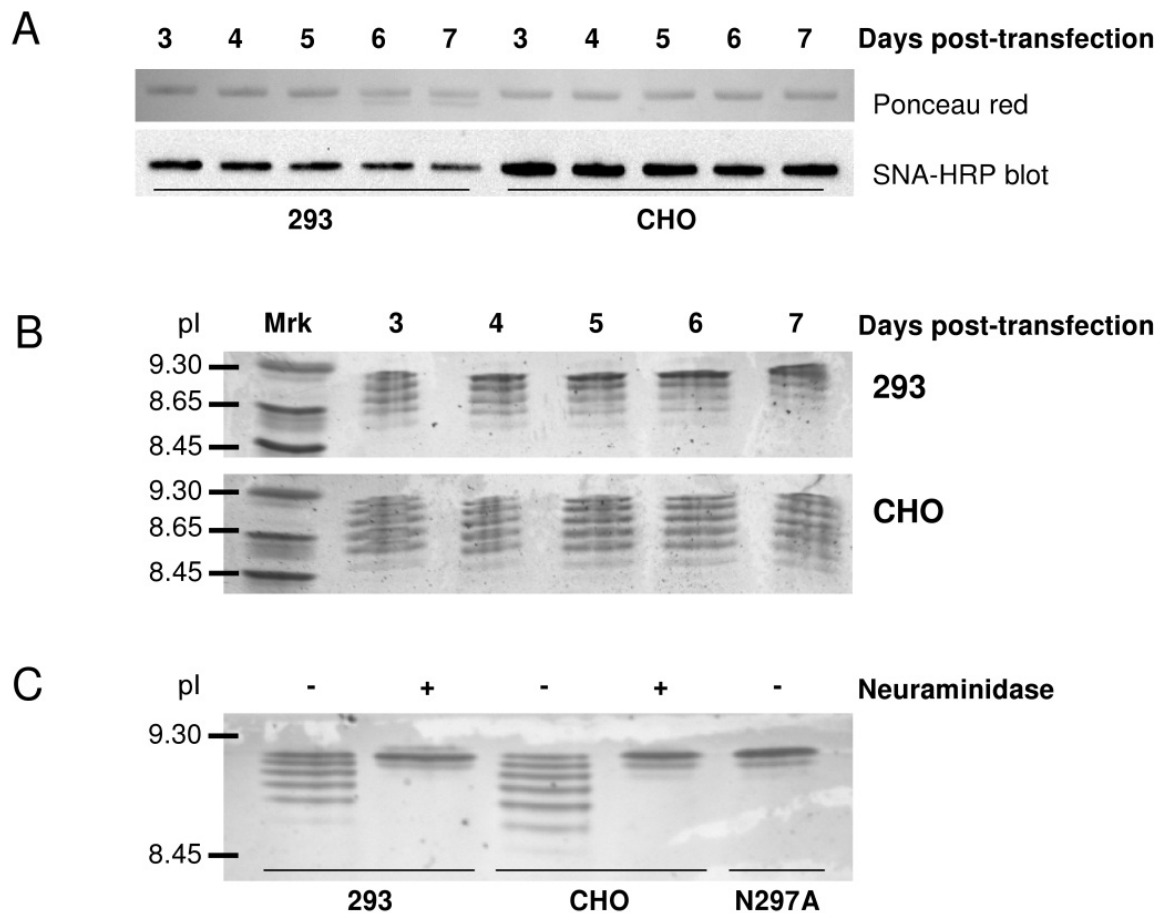 A
3 4 5 6 7 3 4 5 6 7 Days post-transfection
Ponceau red
SNA-HRP blot
293 CHO
B
pI Mrk 3 4 5 6 7 Days post-transfection
9.30
8.65
8.45
293
9.30
8.65
8.45
CHO
C
pI - + - + - Neuraminidase
9.30
8.45
293 CHO N297A